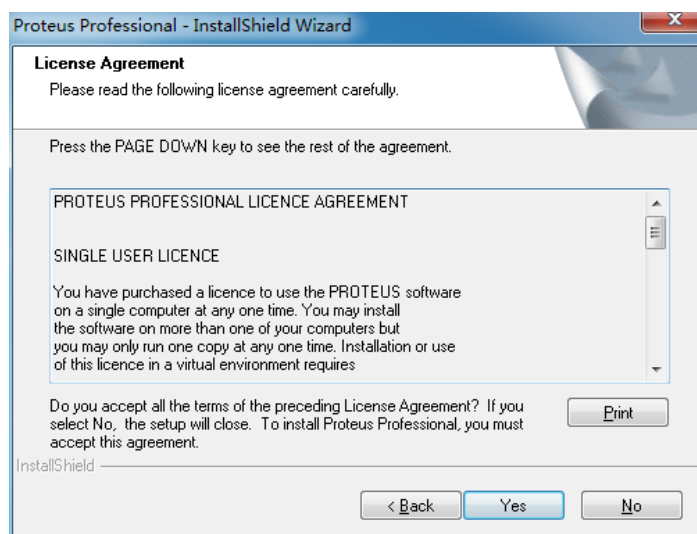 Proteus Professional - InstallShield Wizard
License Agreement
Please read the following license agreement carefully.
Press the PAGE DOWN key to see the rest of the agreement.
PROTEUS PROFESSIONAL LICENCE AGREEMENT
SINGLE USER LICENCE
You have purchased a licence to use the PROTEUS software
on a single computer at any one time. You may install
the software on more than one of your computers but
you may only run one copy at any one time. Installation or use
of this licence in a virtual environment requires
Do you accept all the terms of the preceding License Agreement? If you
select No, the setup will close. To install Proteus Professional, you must
accept this agreement.
Print
InstallShield
< Back
Yes
No